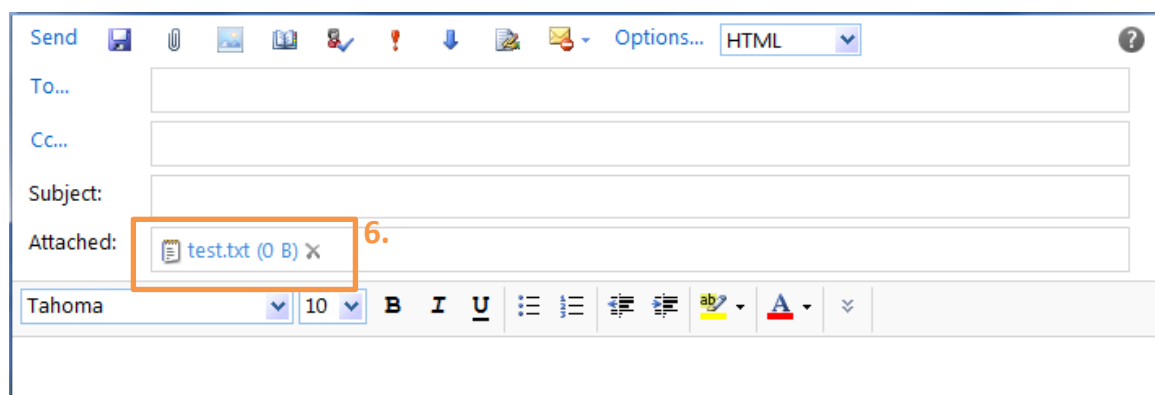 Send Options... HTML
To...
Cc...
Subject:
Attached: test.txt (0 B) 6.
Tahoma 10 B I U ab A